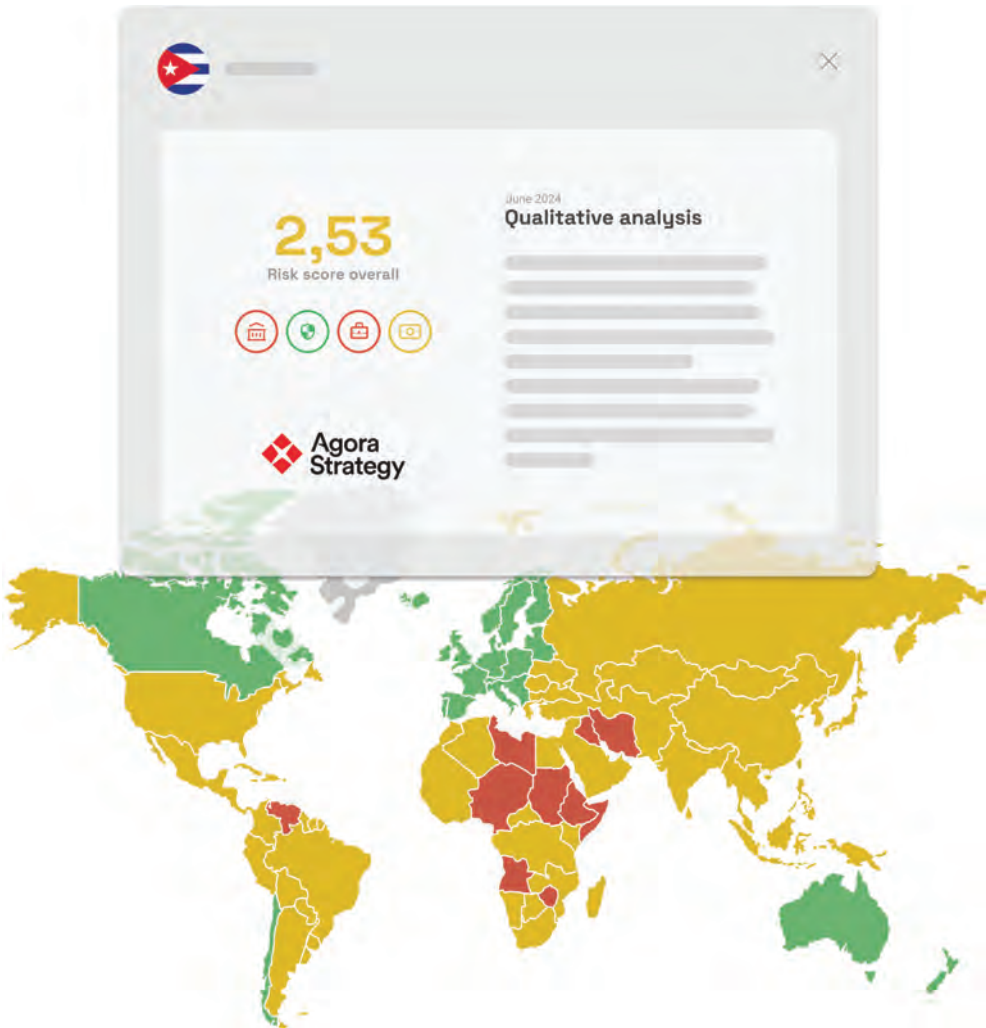 2,53
Risk score overall
Agora
Strategy
June 2024
Qualitative analysis